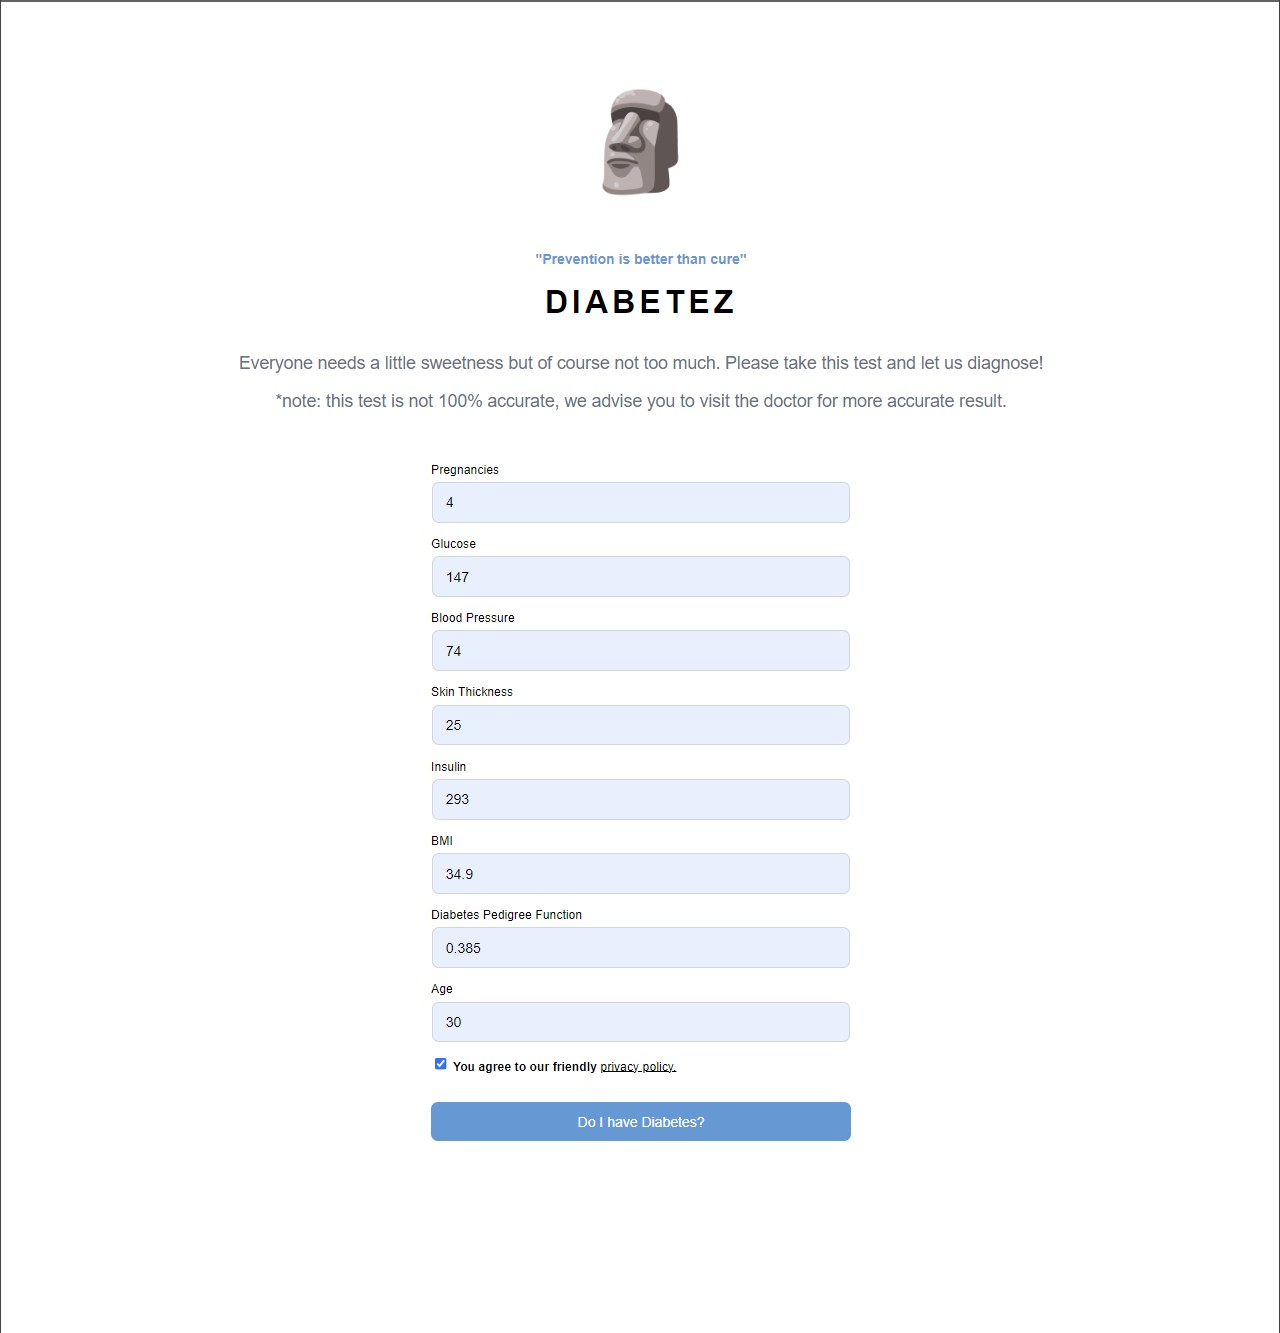 "Prevention is better than cure"
DIABETEZ
Everyone needs a little sweetness but of course not too much. Please take this test and let us diagnose!
*note: this test is not 100% accurate, we advise you to visit the doctor for more accurate result.
Pregnancies
4
Glucose
147
Blood Pressure
74
Skin Thickness
25
Insulin
293
BMI
34.9
Diabetes Pedigree Function
0.385
Age
30
You agree to our friendly privacy policy.
Do I have Diabetes?